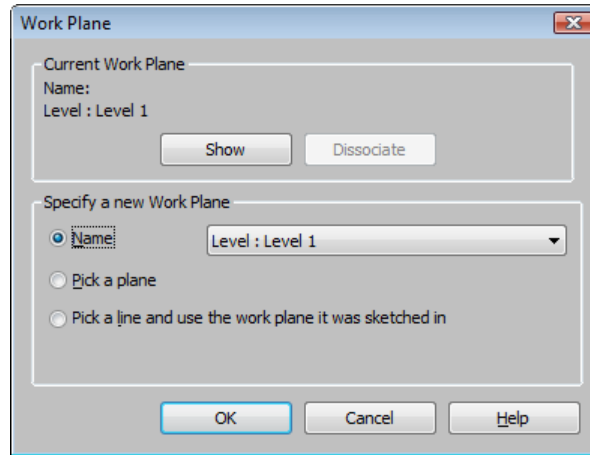 Work Plane
Current Work Plane
Name:
Level : Level 1
Show Dissociate
Specify a new Work Plane
Name Level : Level 1
Pick a plane
Pick a line and use the work plane it was sketched in
OK Cancel Help